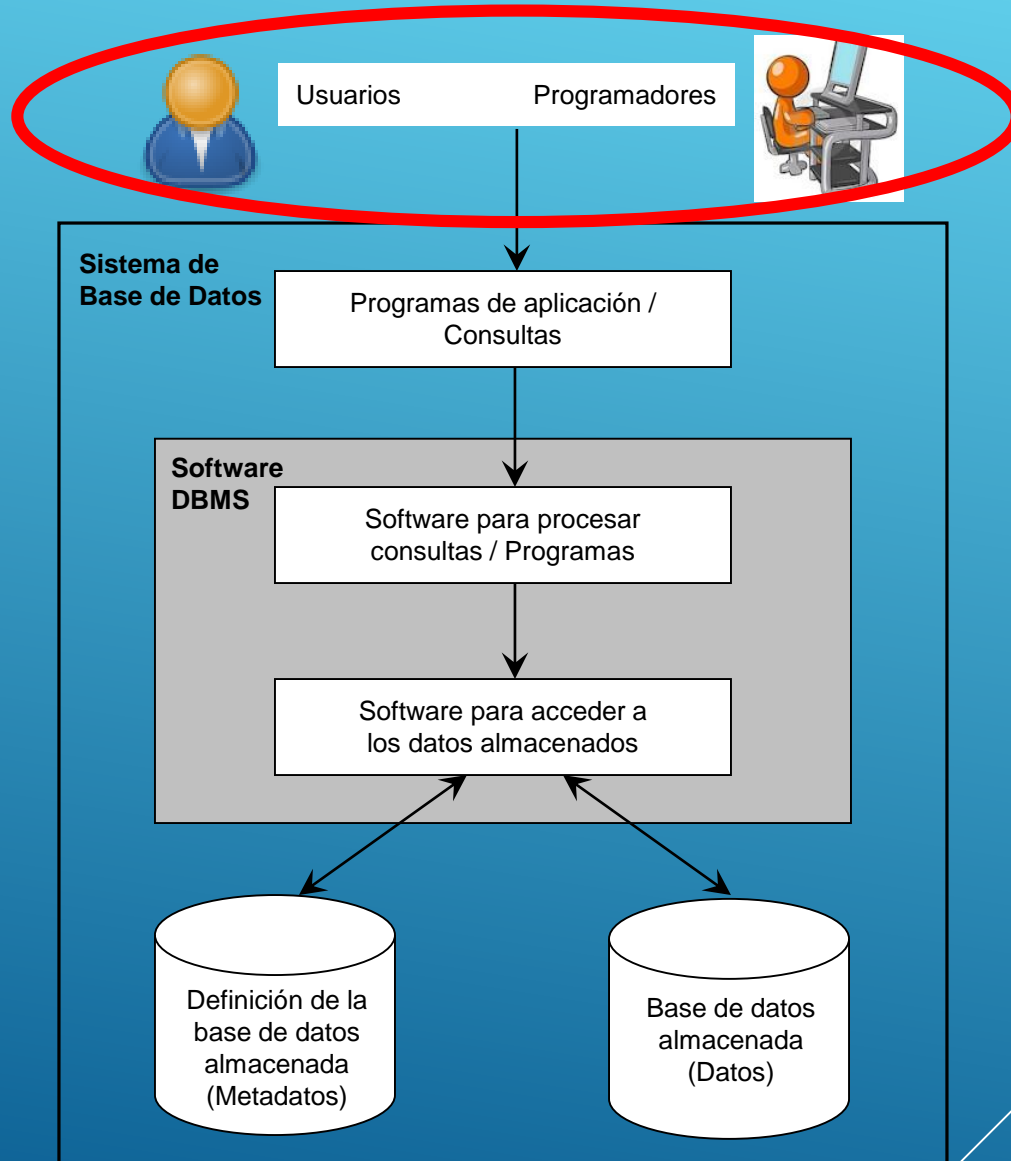 Usuarios Programadores
Sistema de
Base de Datos
Programas de aplicación /
Consultas
Software
DBMS
Software para procesar
consultas / Programas
Software para acceder a
los datos almacenados
Definición de la
base de datos
almacenada
(Metadatos)
Base de datos
almacenada
(Datos)